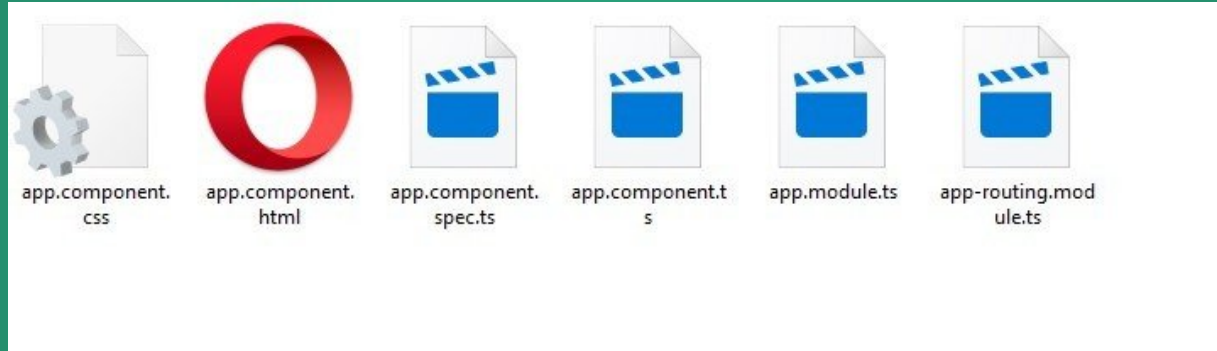 app.component.
css
app.component.
html
app.component.
spec.ts
app.component.t
s
app.module.ts
app-routing.mod
ule.ts